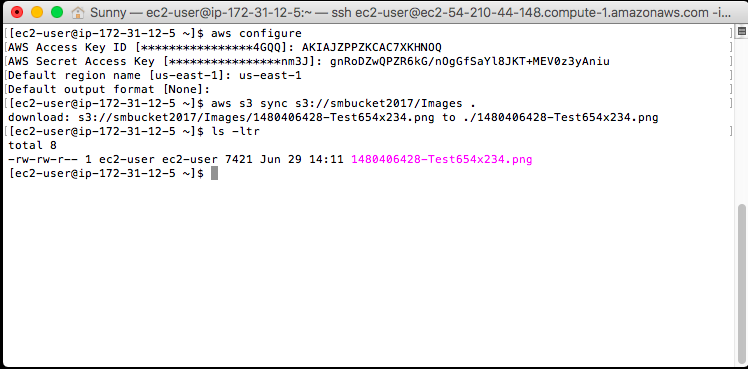 Sunny — ec2-user@ip-172-31-12-5:~ — ssh ec2-user@ec2-54-210-44-148.compute-1.amazonaws.com -i…
[[ec2-user@ip-172-31-12-5 ~]$ aws configure ]
[AWS Access Key ID [****************4GQQ]: AKIAJZPPZKCAC7XKHNOQ ]
[AWS Secret Access Key [****************nm3J]: 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 ]
[Default region name [us-east-1]: us-east-1 ]
[Default output format [None]: ]
[[ec2-user@ip-172-31-12-5 ~]$ aws s3 sync s3://smbucket2017/Images . ]
download: s3://smbucket2017/Images/1480406428-Test654x234.png to ./1480406428-Test654x234.png
[[ec2-user@ip-172-31-12-5 ~]$ ls -ltr ]
total 8
-rw-rw-r-- 1 ec2-user ec2-user 7421 Jun 29 14:11 1480406428-Test654x234.png
[ec2-user@ip-172-31-12-5 ~]$